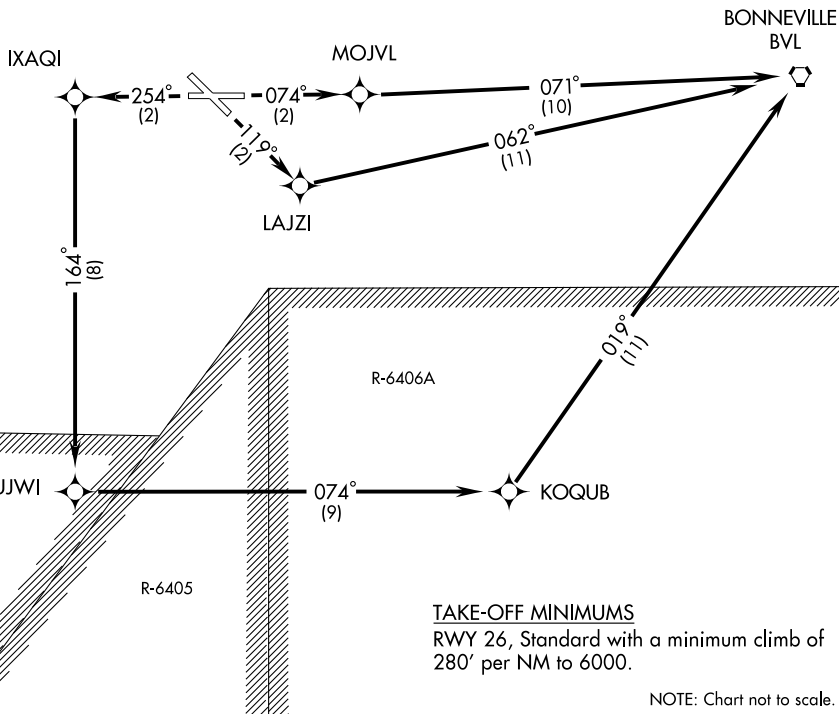 BONNEVILLE
BVL
IXAQI
MOJVL
254°
(2)
074°
(2)
071°
(10)
119°
(2)
062°
(11)
LAJZI
164°
(8)
019°
(11)
R-6406A
JJWI
074°
(9)
KOQUB
R-6405
TAKE-OFF MINIMUMS
RWY 26, Standard with a minimum climb of
280' per NM to 6000.
NOTE: Chart not to scale.